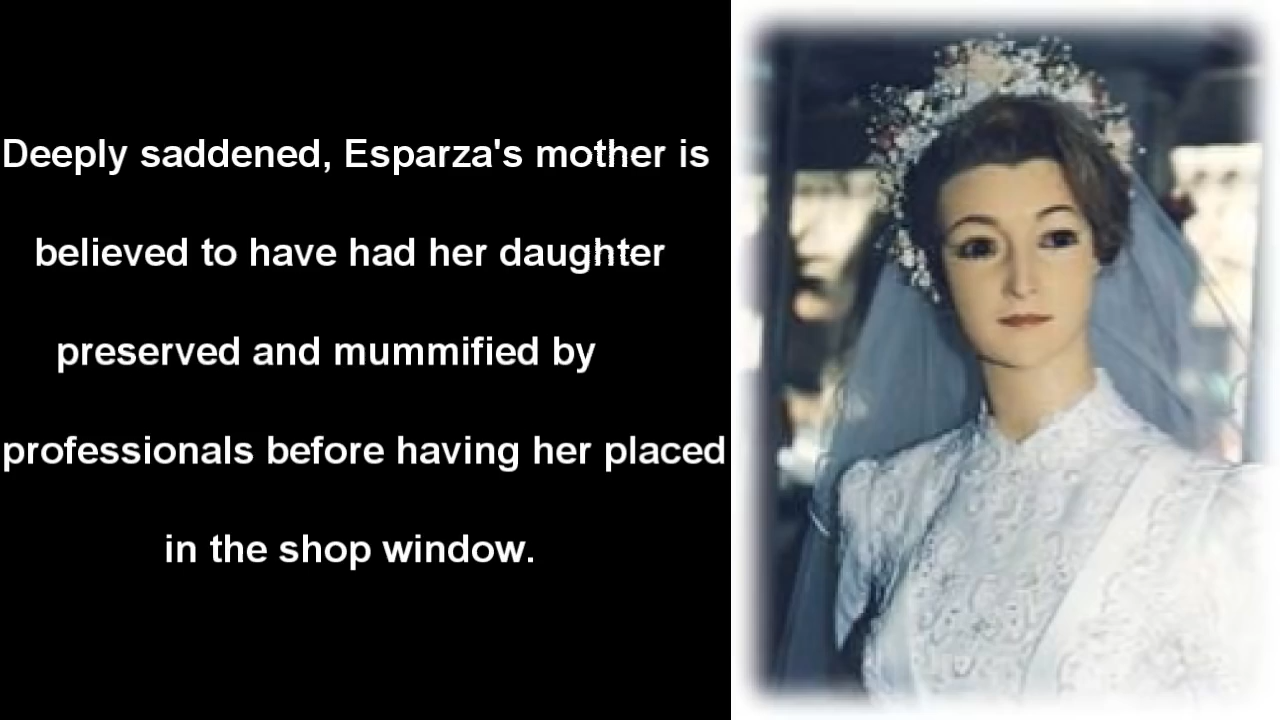 Deeply saddened, Esparza's mother is
believed to have had her daughter
preserved and mummified by
professionals before having her placed
in the shop window.